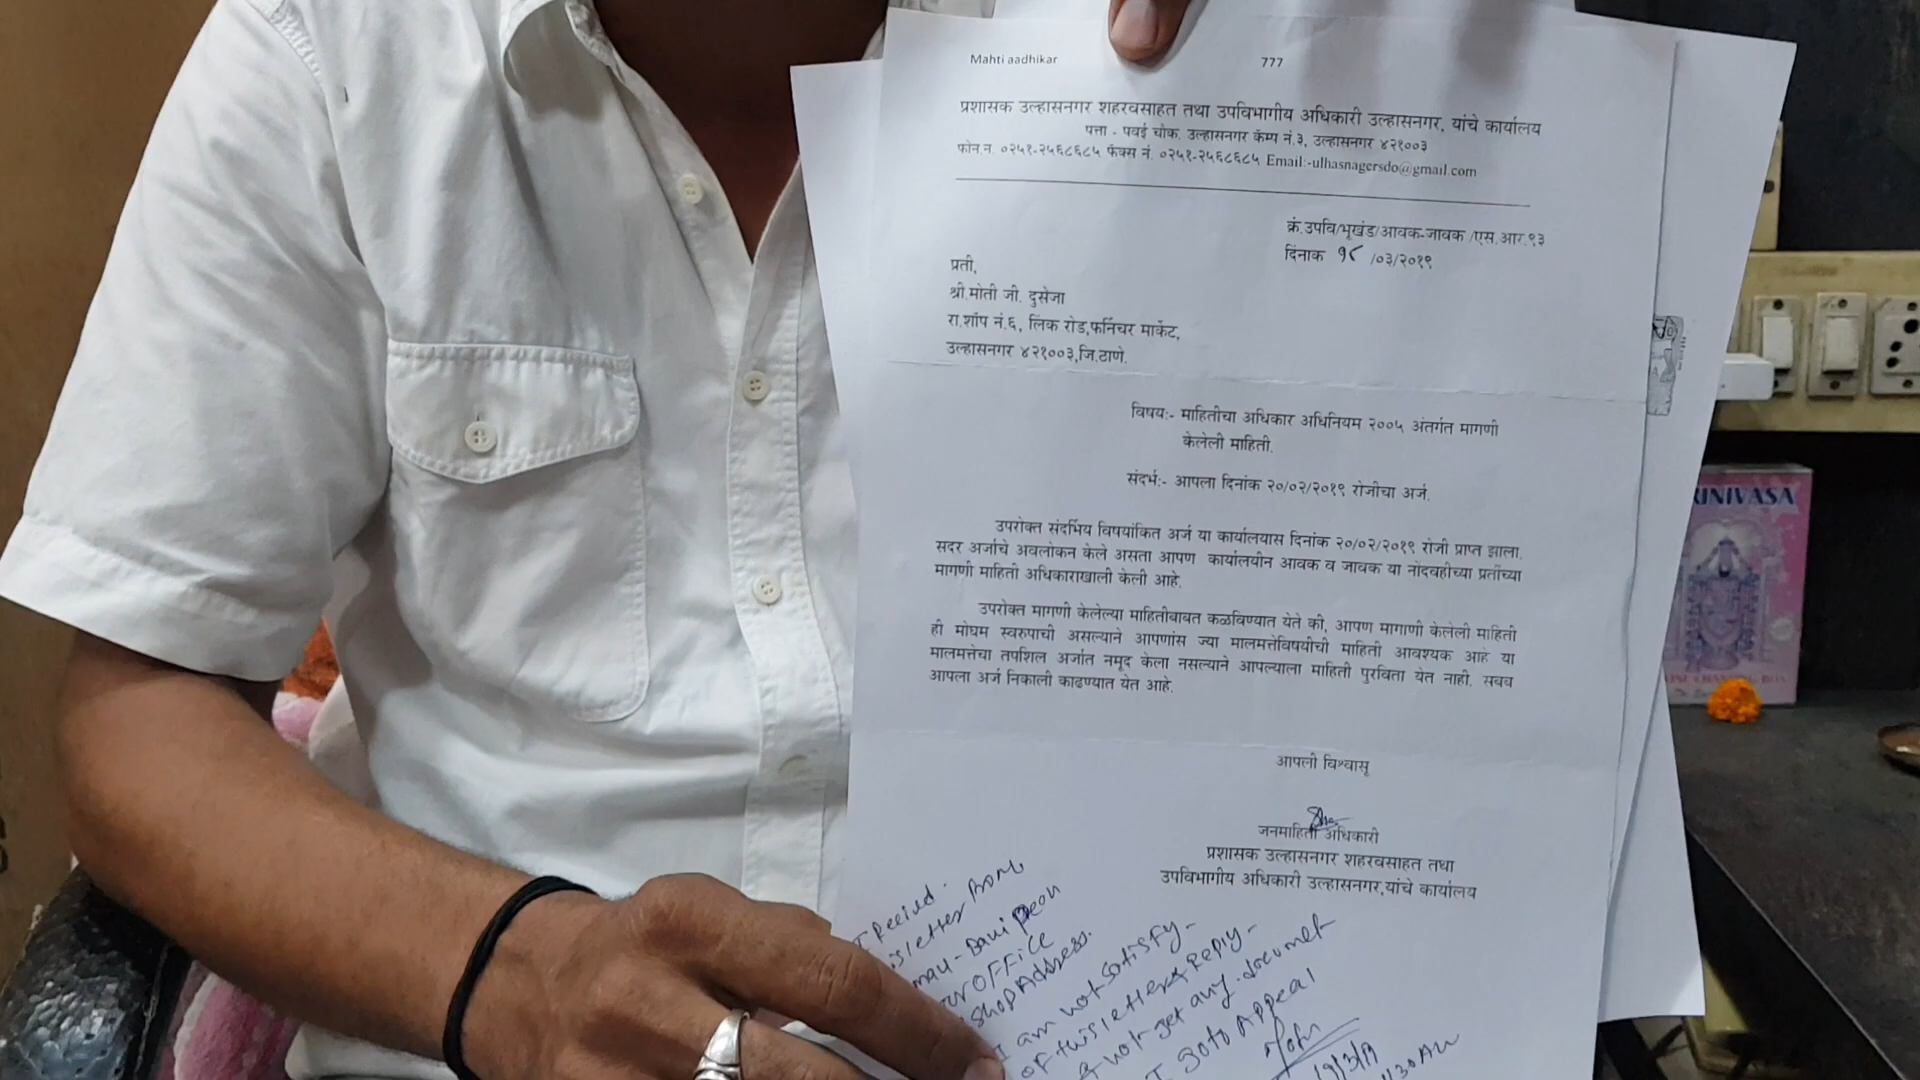 Mahti aadhikar 777
प्रशासक उल्हासनगर शहरवसाहत तथा उपविभागीय अधिकारी उल्हासनगर, यांचे कार्यालय
पत्ता - पवई चौक, उल्हासनगर कॅम्प नं.३, उल्हासनगर ४२१००३
फोन.न. ०२५१-२५६८६८५ फॅक्स नं. ०२५१-२५६८६८५ Email:-ulhasnagersdo@gmail.com
क्रं.उपवि/भूखंड/आवक-जावक /एस.आर.९३
दिनाक १८ /०३/२०१९
प्रती,
श्री.मोती जी. दुसेजा
रा.शॉप नं.६, लिंक रोड,फर्निचर मार्केट,
उल्हासनगर ४२१००३,जि.ठाणे.
विषय:- माहितीचा अधिकार अधिनियम २००५ अंतर्गत मागणी
केलेली माहिती.
संदर्भ:- आपला दिनांक २०/०२/२०१९ रोजीचा अर्ज.
उपरोक्त संदर्भिय विषयांकित अर्ज या कार्यालयास दिनांक २०/०२/२०१९ रोजी प्राप्त झाला.
सदर अर्जाचे अवलोकन केले असता आपण कार्यालयीन आवक व जावक या नोंदवहीच्या प्रतींच्या
मागणी माहिती अधिकाराखाली केली आहे.
उपरोक्त मागणी केलेल्या माहितीबाबत कळविण्यात येते की, आपण मागाणी केलेली माहिती
ही मोघम स्वरुपाची असल्याने आपणांस ज्या मालमत्तेविषयीची माहिती आवश्यक आहे या
मालमत्तेचा तपशिल अर्जात नमूद केला नसल्याने आपल्याला माहिती पुरविता येत नाही. सबब
आपला अर्ज निकाली काढण्यात येत आहे.
आपली विश्वासू
जनमाहिती अधिकारी
प्रशासक उल्हासनगर शहरवसाहत तथा
उपविभागीय अधिकारी उल्हासनगर,यांचे कार्यालय
letter
office
shop Address.
I am not satisfy-
of this letter & Reply-
& not get any document
I goto Appeal
19/3/19
RINIVASA